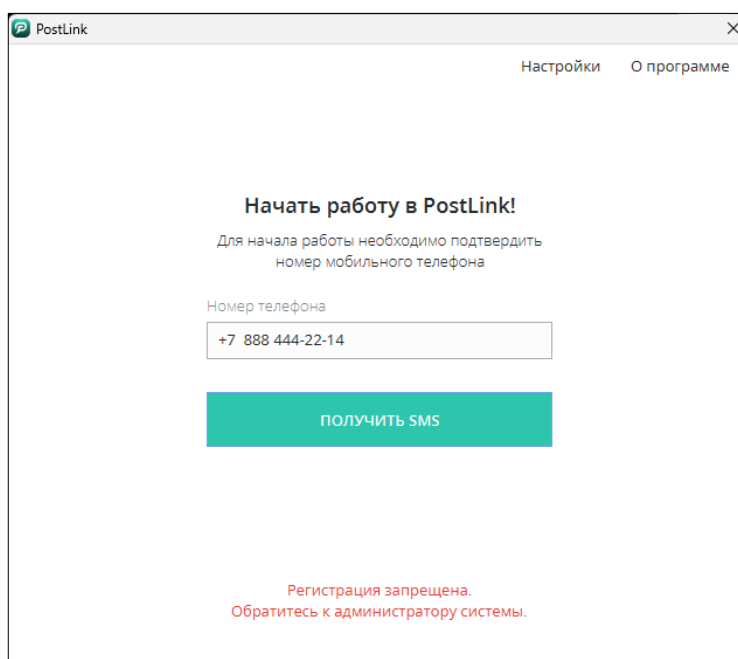 PostLink
Настройки О программе
Начать работу в PostLink!
Для начала работы необходимо подтвердить
номер мобильного телефона
Номер телефона
+7 888 444-22-14
ПОЛУЧИТЬ SMS
Регистрация запрещена.
Обратитесь к администратору системы.